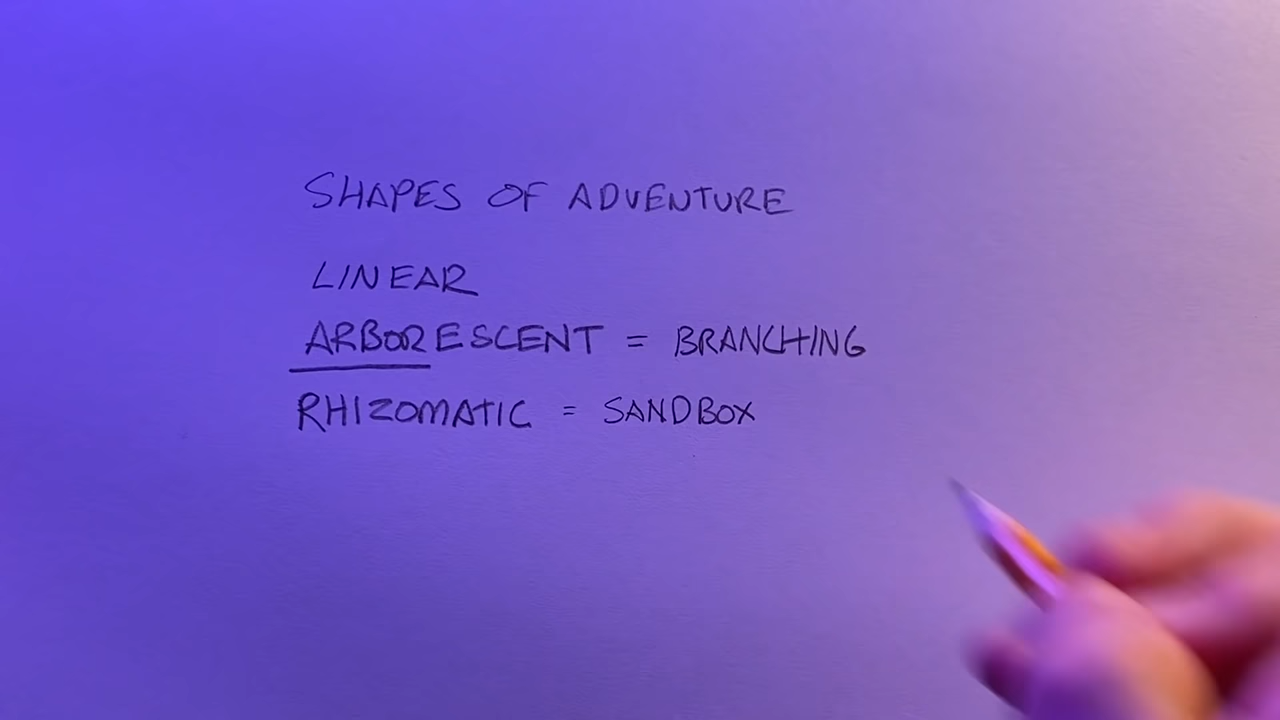 SHAPES OF ADVENTURE
LINEAR
ARBORESCENT = BRANCHING
RHIZOMATIC = SANDBOX